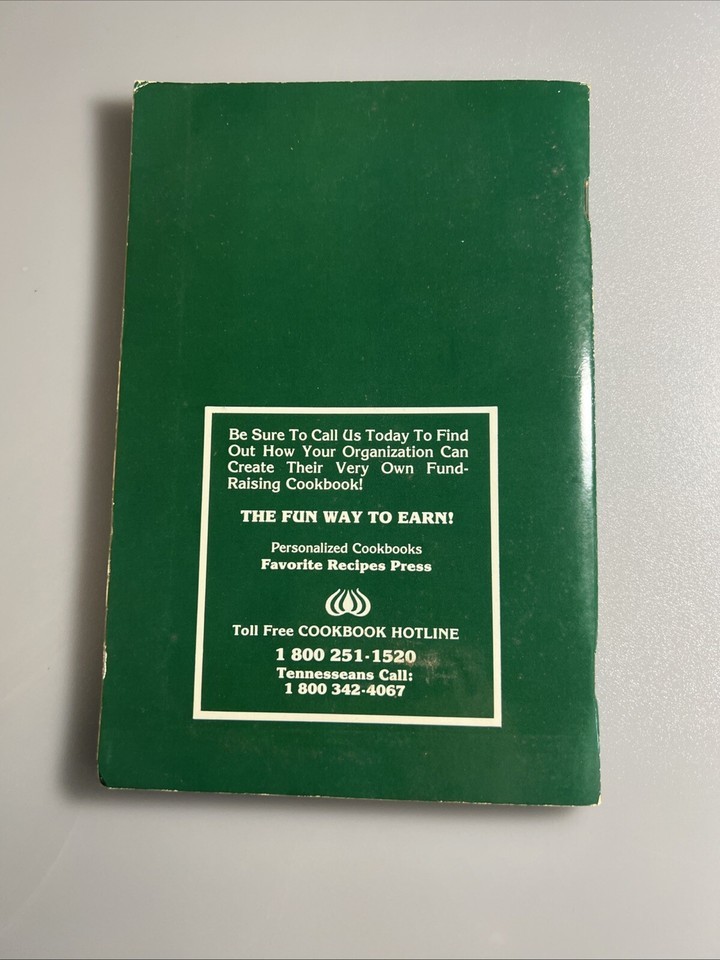 Be Sure To Call Us Today To Find
Out How Your Organization Can
Create Their Very Own Fund-
Raising Cookbook!
THE FUN WAY TO EARN!
Personalized Cookbooks
Favorite Recipes Press
Toll Free COOKBOOK HOTLINE
1 800 251-1520
Tennesseans Call:
1 800 342-4067